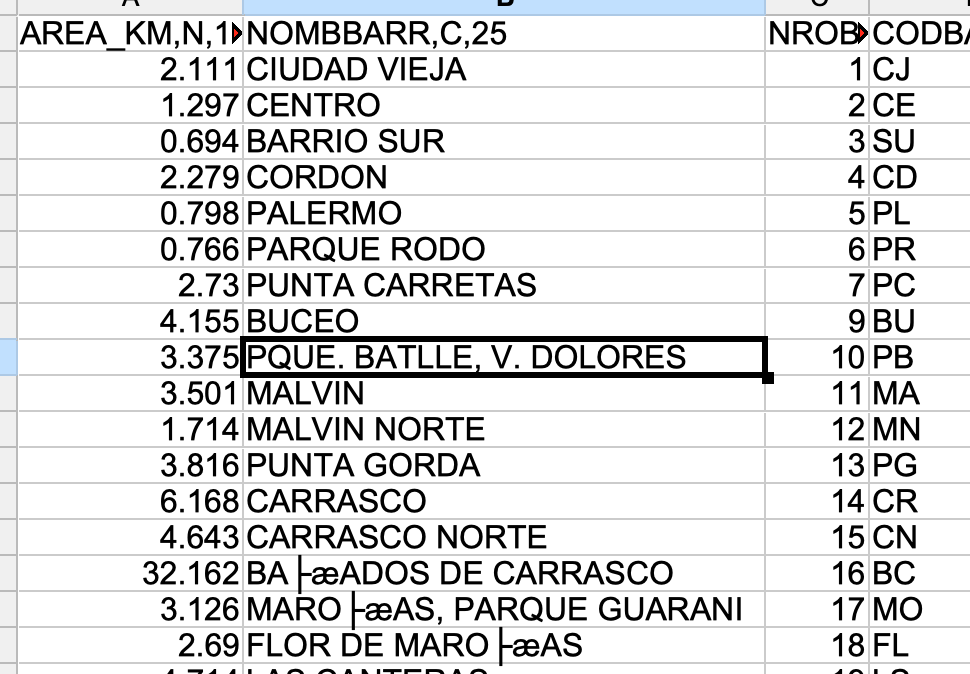 AREA_KM,N,1 NOMBBARR,C,25 NROB CODBA
2.111 CIUDAD VIEJA 1 CJ
1.297 CENTRO 2 CE
0.694 BARRIO SUR 3 SU
2.279 CORDON 4 CD
0.798 PALERMO 5 PL
0.766 PARQUE RODO 6 PR
2.73 PUNTA CARRETAS 7 PC
4.155 BUCEO 9 BU
3.375 PQUE. BATLLE, V. DOLORES 10 PB
3.501 MALVIN 11 MA
1.714 MALVIN NORTE 12 MN
3.816 PUNTA GORDA 13 PG
6.168 CARRASCO 14 CR
4.643 CARRASCO NORTE 15 CN
32.162 BA├æADOS DE CARRASCO 16 BC
3.126 MARO├æAS, PARQUE GUARANI 17 MO
2.69 FLOR DE MARO├æAS 18 FL